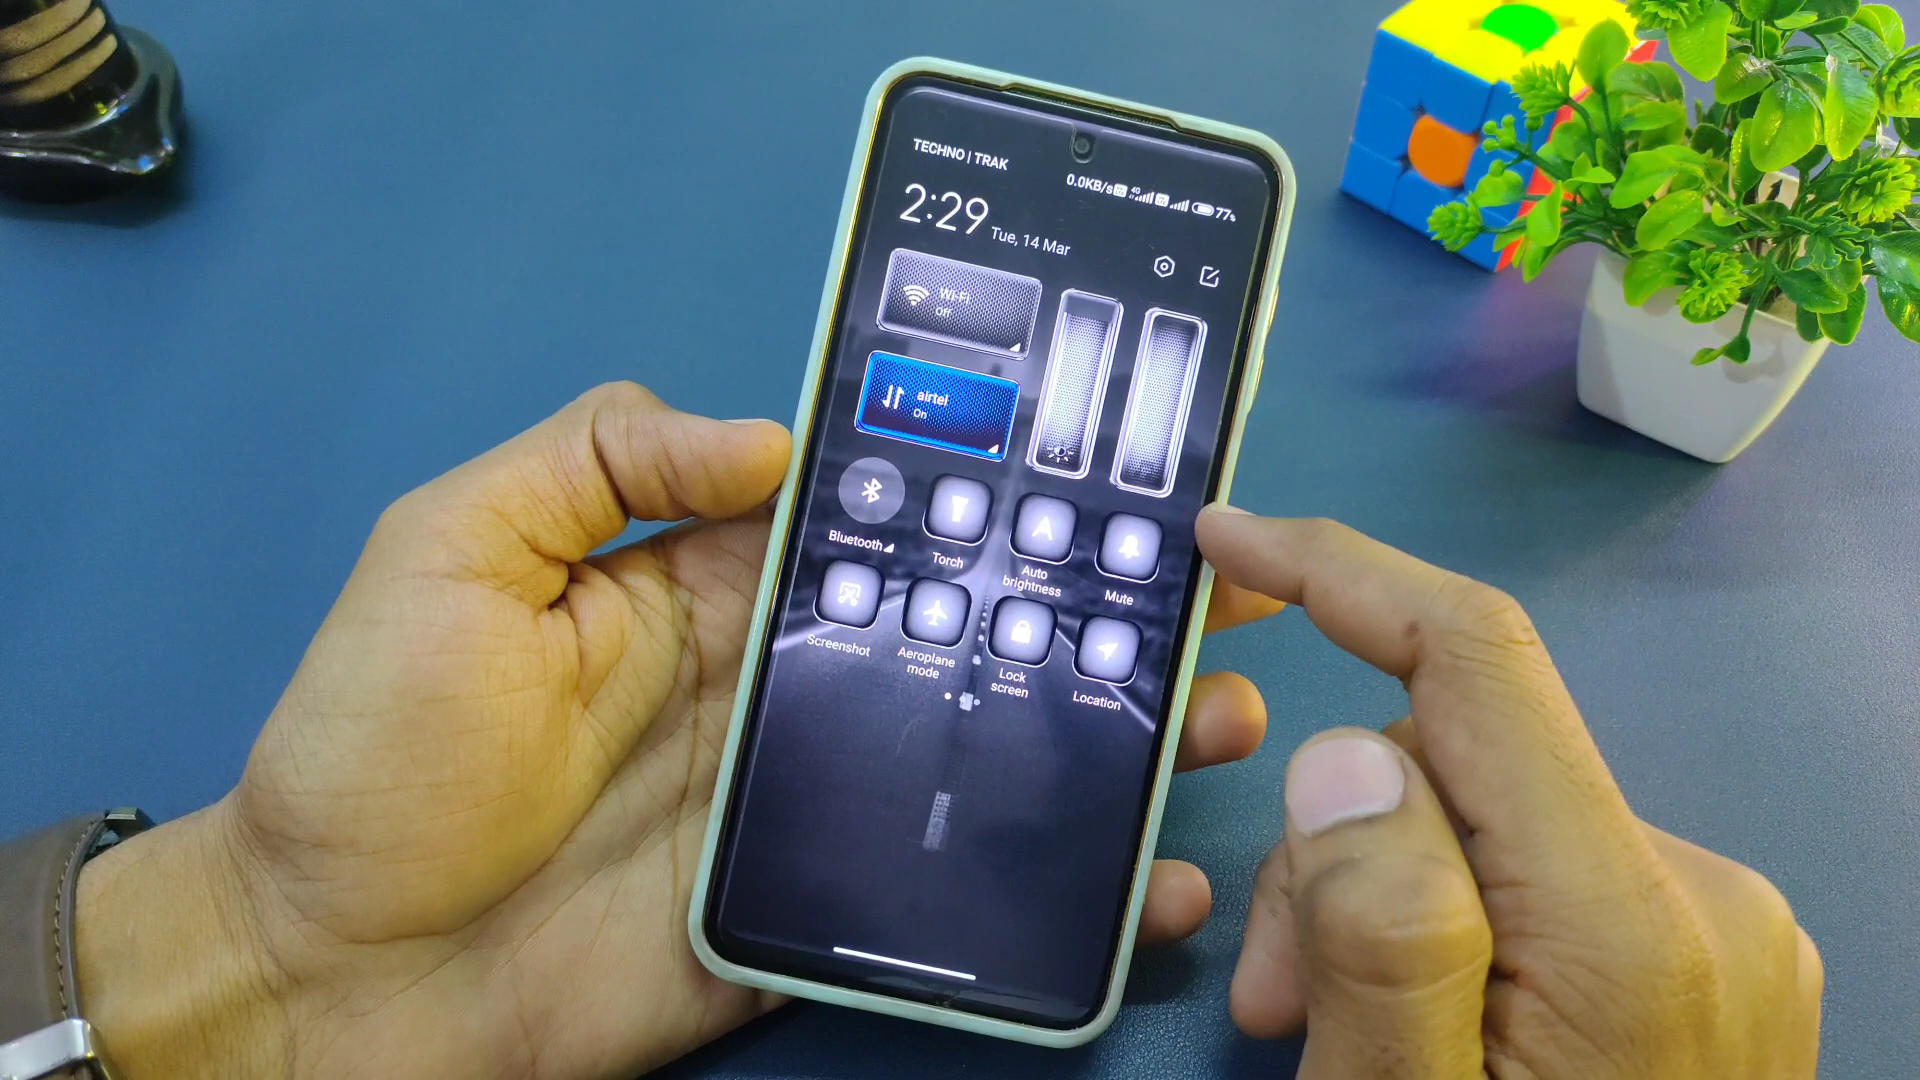 TECHNO | TRAK
0.0KB/s 4G 77%
2:29 Tue, 14 Mar
Wi-Fi
Off
airtel
On
Bluetooth
Torch
Auto
brightness
Mute
Screenshot
Aeroplane
mode
Lock
screen
Location